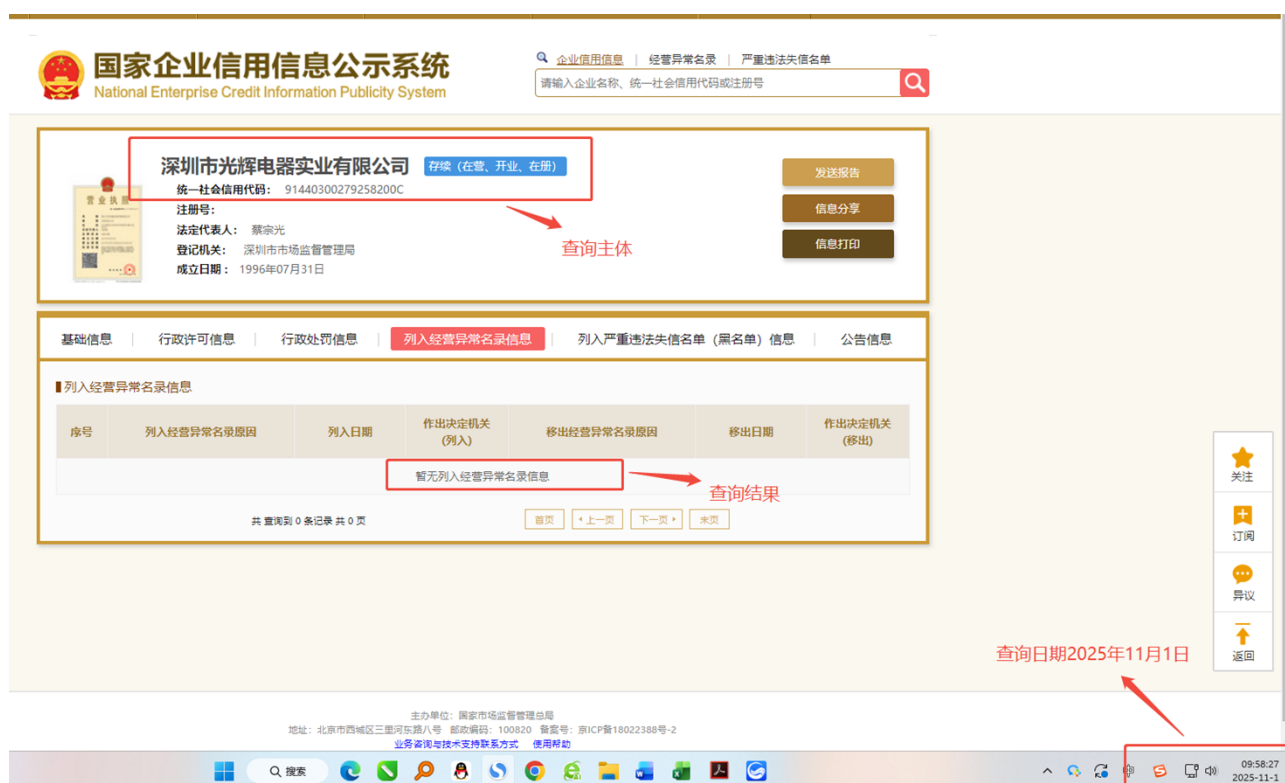 国家企业信用信息公示系统
National Enterprise Credit Information Publicity System
企业信用信息 | 经营异常名录 | 严重违法失信名单
请输入企业名称、统一社会信用代码或注册号
深圳市光辉电器实业有限公司 存续（在营、开业、在册）
统一社会信用代码： 91440300279258200C
注册号：
法定代表人： 蔡宗光
登记机关： 深圳市市场监督管理局
成立日期： 1996年07月31日
营业执照
发送报告
信息分享
信息打印
查询主体
基础信息 | 行政许可信息 | 行政处罚信息 | 列入经营异常名录信息 | 列入严重违法失信名单（黑名单）信息 | 公告信息
列入经营异常名录信息
序号 列入经营异常名录原因 列入日期 作出决定机关(列入) 移出经营异常名录原因 移出日期 作出决定机关(移出)
暂无列入经营异常名录信息
查询结果
共 查询到 0 条记录 共 0 页 首页 上一页 下一页 末页
关注
订阅
异议
返回
查询日期2025年11月1日
主办单位：国家市场监督管理总局
地址：北京市西城区三里河东路八号 邮政编码：100820 备案号：京ICP备18022388号-2
业务咨询与技术支持联系方式 使用帮助
搜索
中
09:58:27
2025-11-1